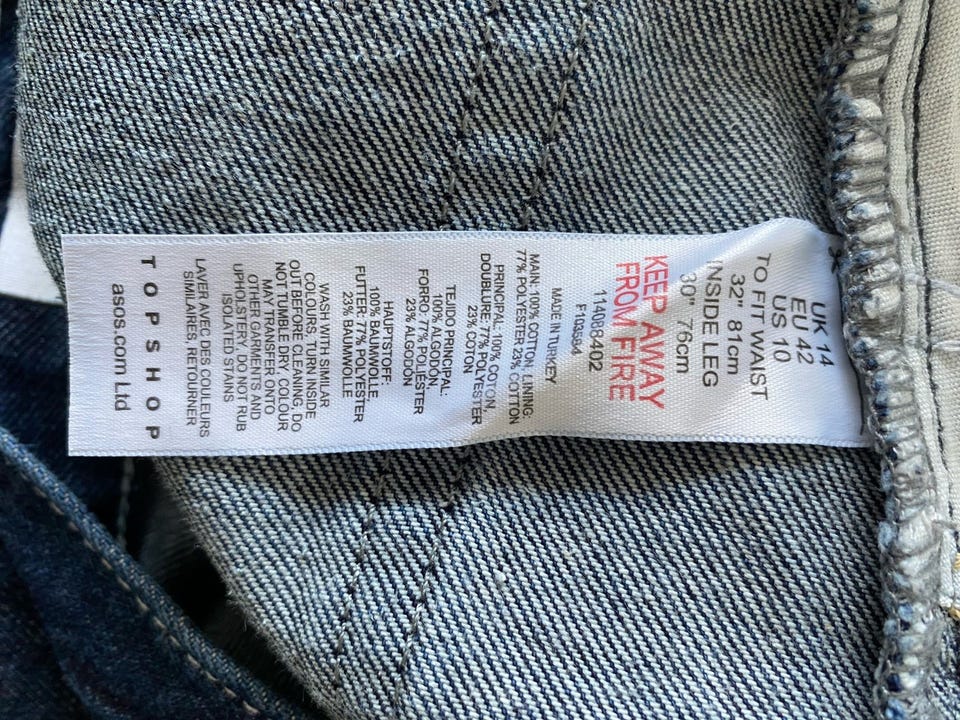 UK 14
EU 42
US 10
TO FIT WAIST
32" 81cm
INSIDE LEG
30" 76cm
KEEP AWAY
FROM FIRE
114088402
F103584
MADE IN TURKEY
MAIN: 100% COTTON, LINING:
77% POLYESTER 23% COTTON
PRINCIPAL: 100% COTON,
DOUBLURE: 77% POLYESTER
23% COTON
TEJIDO PRINCIPAL:
100% ALGODON,
FORRO: 77% POLIESTER
23% ALGODON
HAUPTSTOFF:
100% BAUMWOLLE,
FUTTER: 77% POLYESTER
23% BAUMWOLLE
WASH WITH SIMILAR
COLOURS. TURN INSIDE
OUT BEFORE CLEANING. DO
NOT TUMBLE DRY. COLOUR
MAY TRANSFER ONTO
OTHER GARMENTS AND
UPHOLSTERY. DO NOT RUB
ISOLATED STAINS
LAVER AVEC DES COULEURS
SIMILAIRES. RETOURNER
TOPSHOP
asos.com Ltd